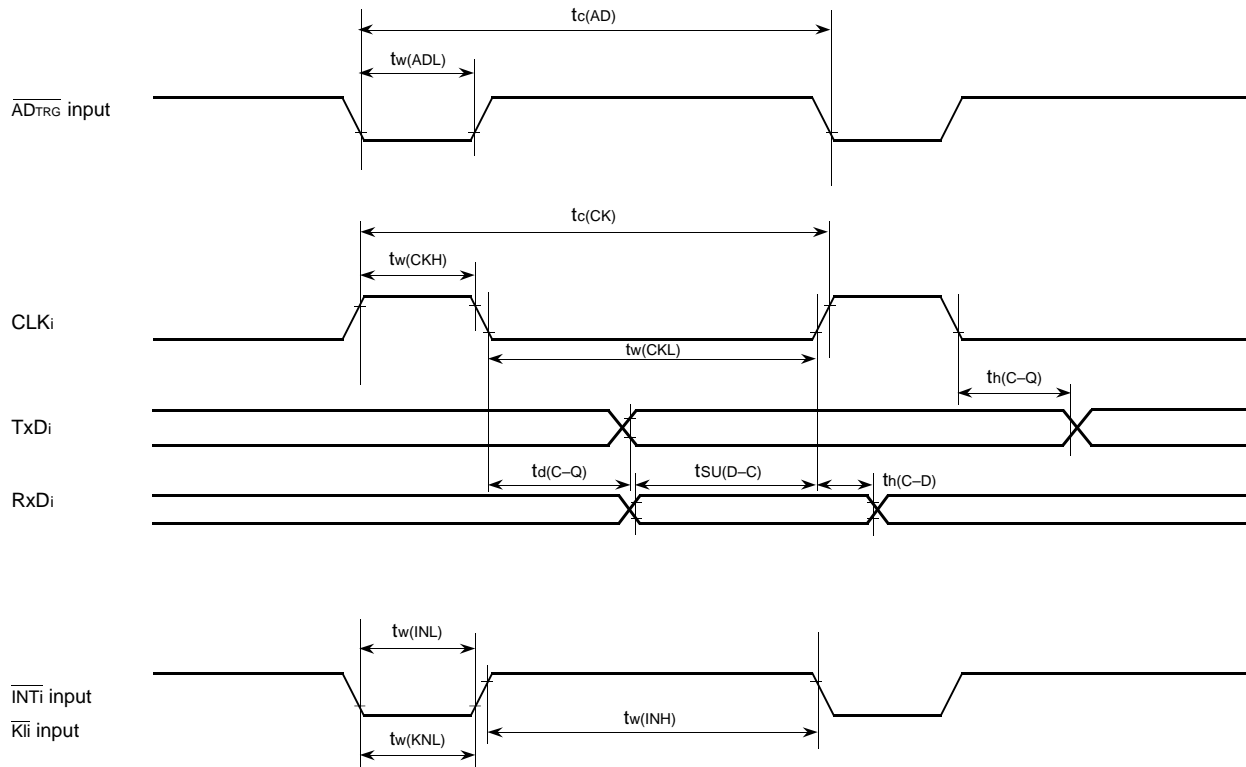 tc(AD)
tw(ADL)
ADTRG input
tc(CK)
tw(CKH)
CLKi
tw(CKL)
th(C–Q)
TxDi
td(C–Q)
tSU(D–C)
th(C–D)
RxDi
tw(INL)
INTi input
tw(INH)
KIi input
tw(KNL)